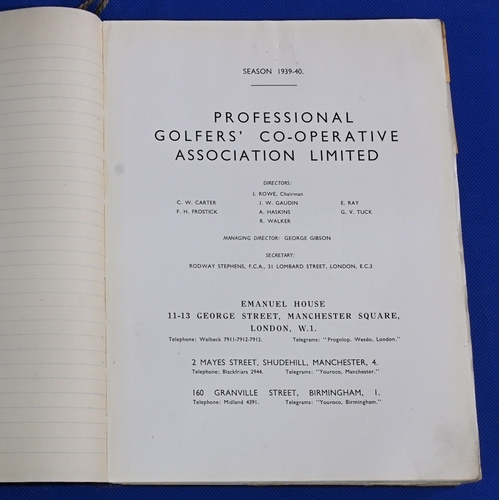 SEASON 1939-40.
PROFESSIONAL
GOLFERS' CO-OPERATIVE
ASSOCIATION LIMITED
DIRECTORS:
J. ROWE, Chairman
C. W. CARTER J. W. GAUDIN E. RAY
F. H. FROSTICK A. HASKINS G. V. TUCK
R. WALKER
MANAGING DIRECTOR: GEORGE GIBSON
SECRETARY:
RODWAY STEPHENS, F.C.A., 31 LOMBARD STREET, LONDON, E.C.3
EMANUEL HOUSE
11-13 GEORGE STREET, MANCHESTER SQUARE,
LONDON, W.1.
Telephone: Welback 7911-7912-7913. Telegrams: "Progolop, Wesdo, London."
2 MAYES STREET, SHUDEHILL, MANCHESTER, 4.
Telephone: Blackfriars 2944. Telegrams: "Youroco, Manchester."
160 GRANVILLE STREET, BIRMINGHAM, 1.
Telephone: Midland 4391. Telegrams: "Youroco, Birmingham."